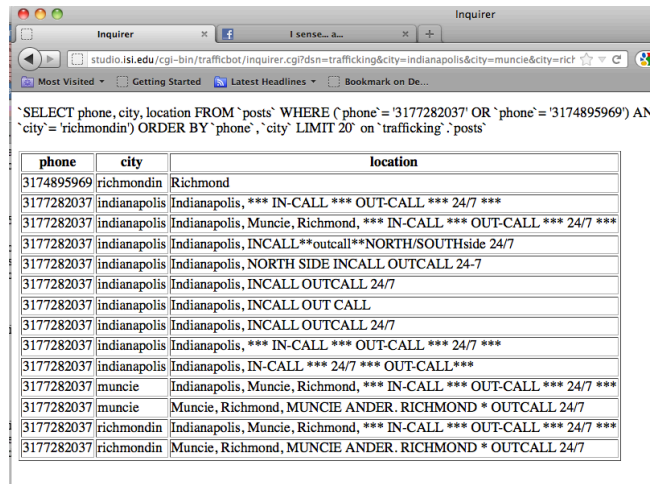 Inquirer
Inquirer × I sense... a... × +
studio.isi.edu/cgi-bin/trafficbot/inquirer.cgi?dsn=trafficking&city=indianapolis&city=muncie&city=rich
Most Visited Getting Started Latest Headlines Bookmark on De...
`SELECT phone, city, location FROM `posts` WHERE (`phone`= '3177282037' OR `phone`= '3174895969') AN
`city`= 'richmondin') ORDER BY `phone`, `city` LIMIT 20` on `trafficking`.`posts`
phone city location
3174895969 richmondin Richmond
3177282037 indianapolis Indianapolis, *** IN-CALL *** OUT-CALL *** 24/7 ***
3177282037 indianapolis Indianapolis, Muncie, Richmond, *** IN-CALL *** OUT-CALL *** 24/7 ***
3177282037 indianapolis Indianapolis, INCALL**outcall**NORTH/SOUTHside 24/7
3177282037 indianapolis Indianapolis, NORTH SIDE INCALL OUTCALL 24-7
3177282037 indianapolis Indianapolis, INCALL OUTCALL 24/7
3177282037 indianapolis Indianapolis, INCALL OUT CALL
3177282037 indianapolis Indianapolis, INCALL OUTCALL 24/7
3177282037 indianapolis Indianapolis, *** IN-CALL *** OUT-CALL *** 24/7 ***
3177282037 indianapolis Indianapolis, IN-CALL *** 24/7 *** OUT-CALL***
3177282037 muncie Indianapolis, Muncie, Richmond, *** IN-CALL *** OUT-CALL *** 24/7 ***
3177282037 muncie Muncie, Richmond, MUNCIE ANDER. RICHMOND * OUTCALL 24/7
3177282037 richmondin Indianapolis, Muncie, Richmond, *** IN-CALL *** OUT-CALL *** 24/7 ***
3177282037 richmondin Muncie, Richmond, MUNCIE ANDER. RICHMOND * OUTCALL 24/7